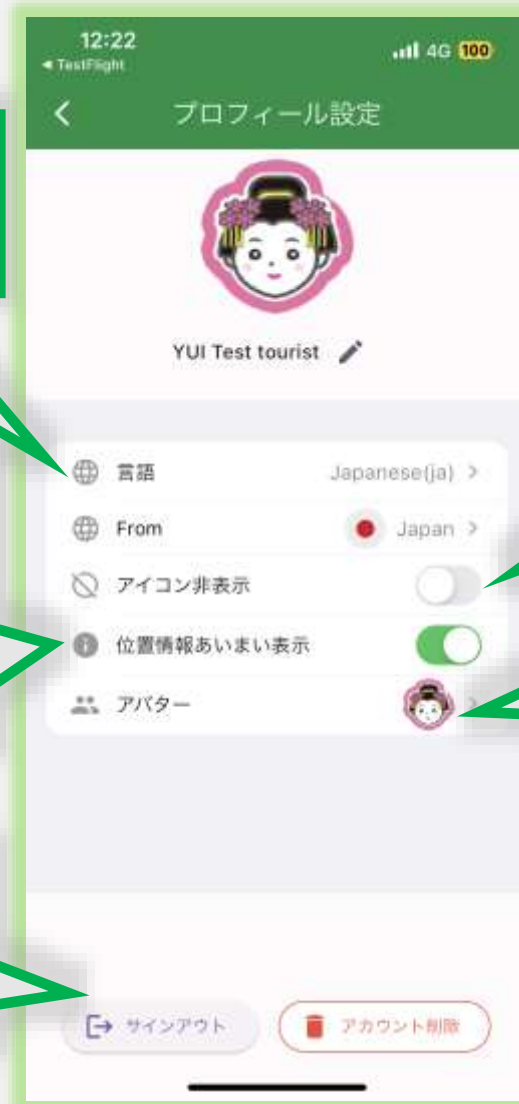 12:22
4G 100
◀ TestFlight
プロフィール設定
YUI Test tourist
言語 Japanese(ja) >
From Japan >
アイコン非表示
位置情報あいまい表示
アバター >
サインアウト
アカウント削除